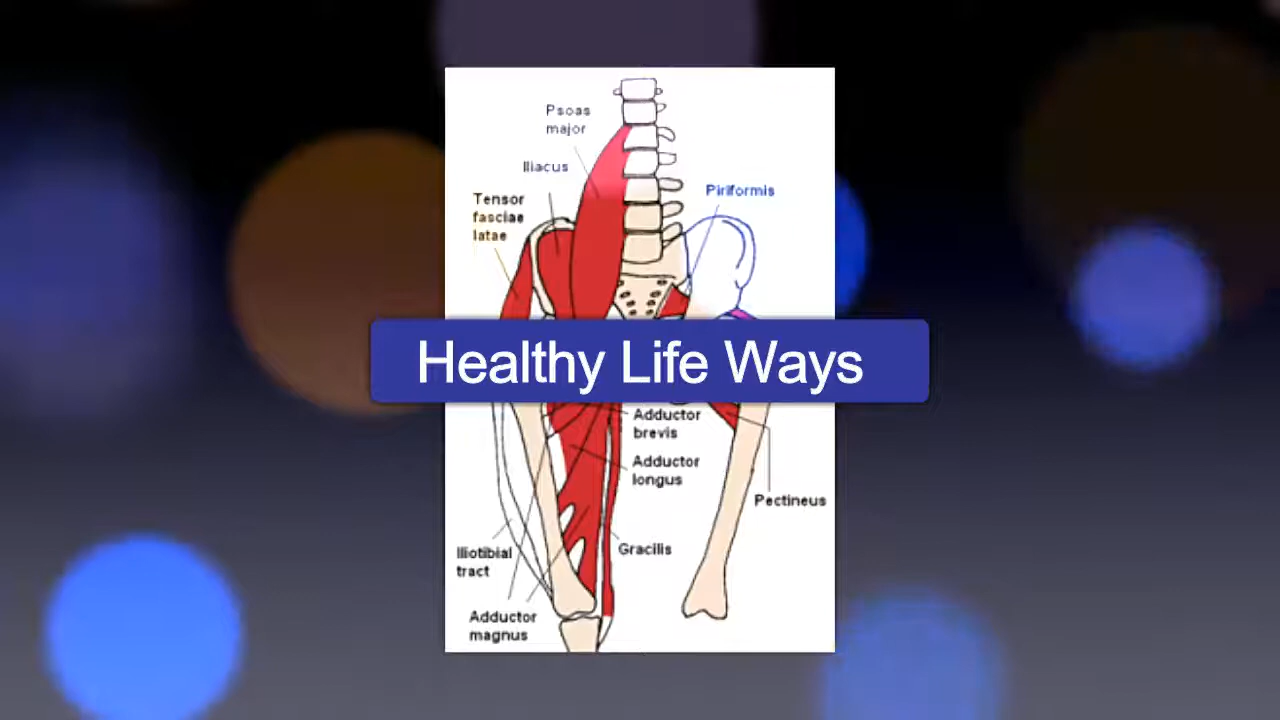 Psoas
major
Iliacus
Tensor
fasciae
latae
Piriformis
Healthy Life Ways
Adductor
brevis
Adductor
longus
Pectineus
Gracilis
Iliotibial
tract
Adductor
magnus